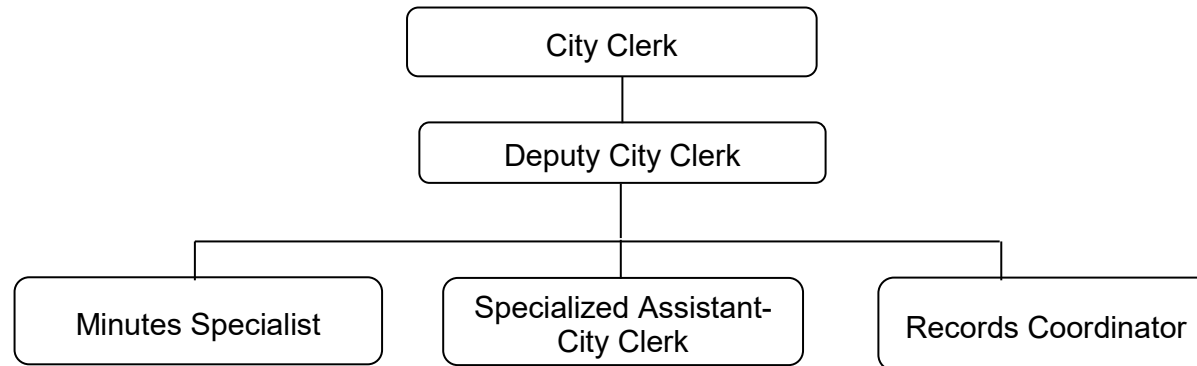 City Clerk
Deputy City Clerk
Minutes Specialist
Specialized Assistant-
City Clerk
Records Coordinator